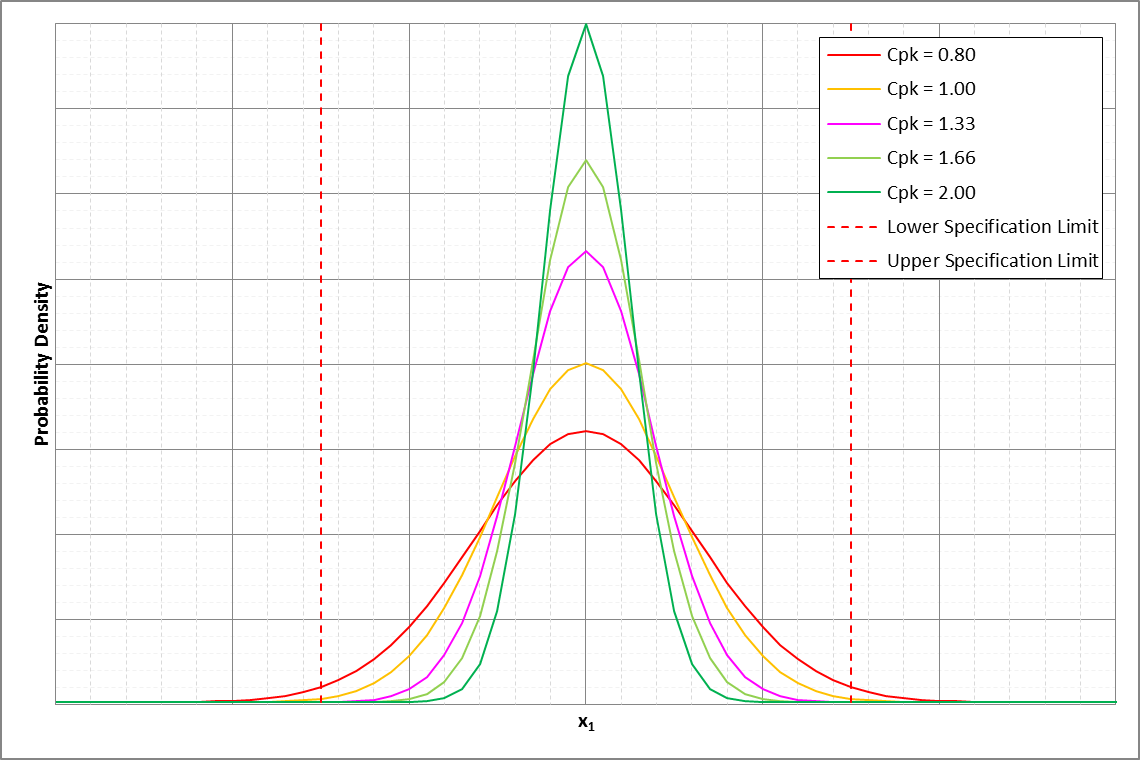 Cpk = 0.80
Cpk = 1.00
Cpk = 1.33
Cpk = 1.66
Cpk = 2.00
Lower Specification Limit
Upper Specification Limit
Probability Density
x₁